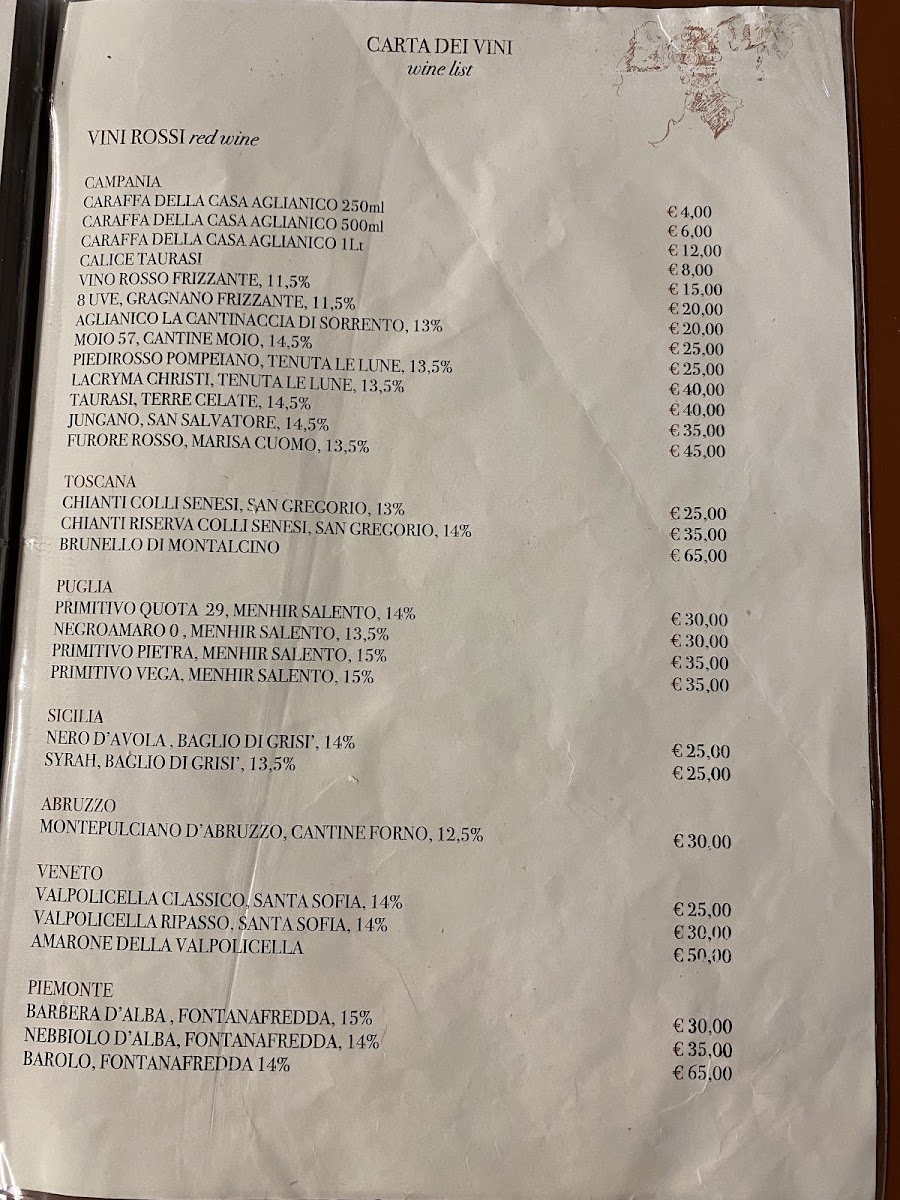 CARTA DEI VINI
wine list
VINI ROSSI red wine
CAMPANIA
CARAFFA DELLA CASA AGLIANICO 250ml € 4,00
CARAFFA DELLA CASA AGLIANICO 500ml € 6,00
CARAFFA DELLA CASA AGLIANICO 1Lt € 12,00
CALICE TAURASI € 8,00
VINO ROSSO FRIZZANTE, 11,5% € 15,00
8 UVE, GRAGNANO FRIZZANTE, 11,5% € 20,00
AGLIANICO LA CANTINACCIA DI SORRENTO, 13% € 20,00
MOIO 57, CANTINE MOIO, 14,5% € 25,00
PIEDIROSSO POMPEIANO, TENUTA LE LUNE, 13,5% € 25,00
LACRYMA CHRISTI, TENUTA LE LUNE, 13,5% € 40,00
TAURASI, TERRE CELATE, 14,5% € 40,00
JUNGANO, SAN SALVATORE, 14,5% € 35,00
FURORE ROSSO, MARISA CUOMO, 13,5% € 45,00
TOSCANA
CHIANTI COLLI SENESI, SAN GREGORIO, 13% € 25,00
CHIANTI RISERVA COLLI SENESI, SAN GREGORIO, 14% € 35,00
BRUNELLO DI MONTALCINO € 65,00
PUGLIA
PRIMITIVO QUOTA 29, MENHIR SALENTO, 14% € 30,00
NEGROAMARO 0 , MENHIR SALENTO, 13,5% € 30,00
PRIMITIVO PIETRA, MENHIR SALENTO, 15% € 35,00
PRIMITIVO VEGA, MENHIR SALENTO, 15% € 35,00
SICILIA
NERO D'AVOLA , BAGLIO DI GRISI', 14% € 25,00
SYRAH, BAGLIO DI GRISI', 13,5% € 25,00
ABRUZZO
MONTEPULCIANO D'ABRUZZO, CANTINE FORNO, 12,5% € 30,00
VENETO
VALPOLICELLA CLASSICO, SANTA SOFIA, 14% € 25,00
VALPOLICELLA RIPASSO, SANTA SOFIA, 14% € 30,00
AMARONE DELLA VALPOLICELLA € 50,00
PIEMONTE
BARBERA D'ALBA , FONTANAFREDDA, 15% € 30,00
NEBBIOLO D'ALBA, FONTANAFREDDA, 14% € 35,00
BAROLO, FONTANAFREDDA 14% € 65,00